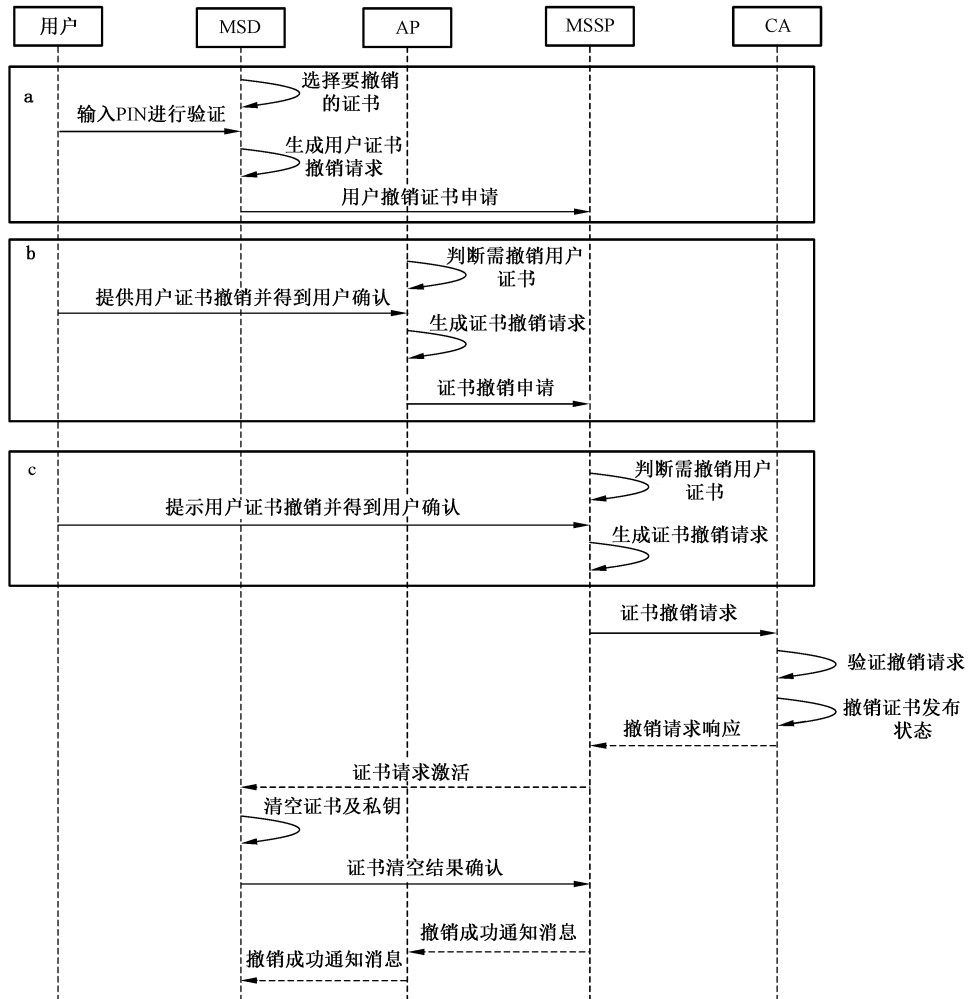 用户
MSD
AP
MSSP
CA
a
选择要撤销
的证书
输入PIN进行验证
生成用户证书
撤销请求
用户撤销证书申请
b
判断需撤销用户
证书
提供用户证书撤销并得到用户确认
生成证书撤销请求
证书撤销申请
c
判断需撤销用户
证书
提示用户证书撤销并得到用户确认
生成证书撤销请求
证书撤销请求
验证撤销请求
撤销证书发布
状态
撤销请求响应
证书请求激活
清空证书及私钥
证书清空结果确认
撤销成功通知消息
撤销成功通知消息